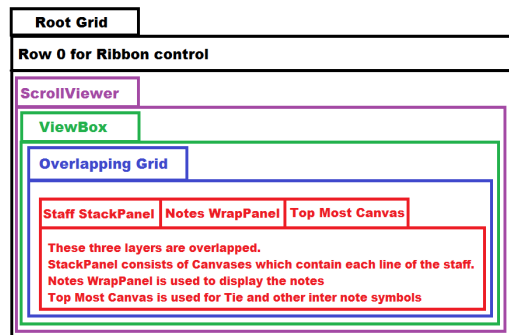 Root Grid
Row 0 for Ribbon control
ScrollViewer
ViewBox
Overlapping Grid
Staff StackPanel Notes WrapPanel Top Most Canvas
These three layers are overlapped.
StackPanel consists of Canvases which contain each line of the staff.
Notes WrapPanel is used to display the notes
Top Most Canvas is used for Tie and other inter note symbols